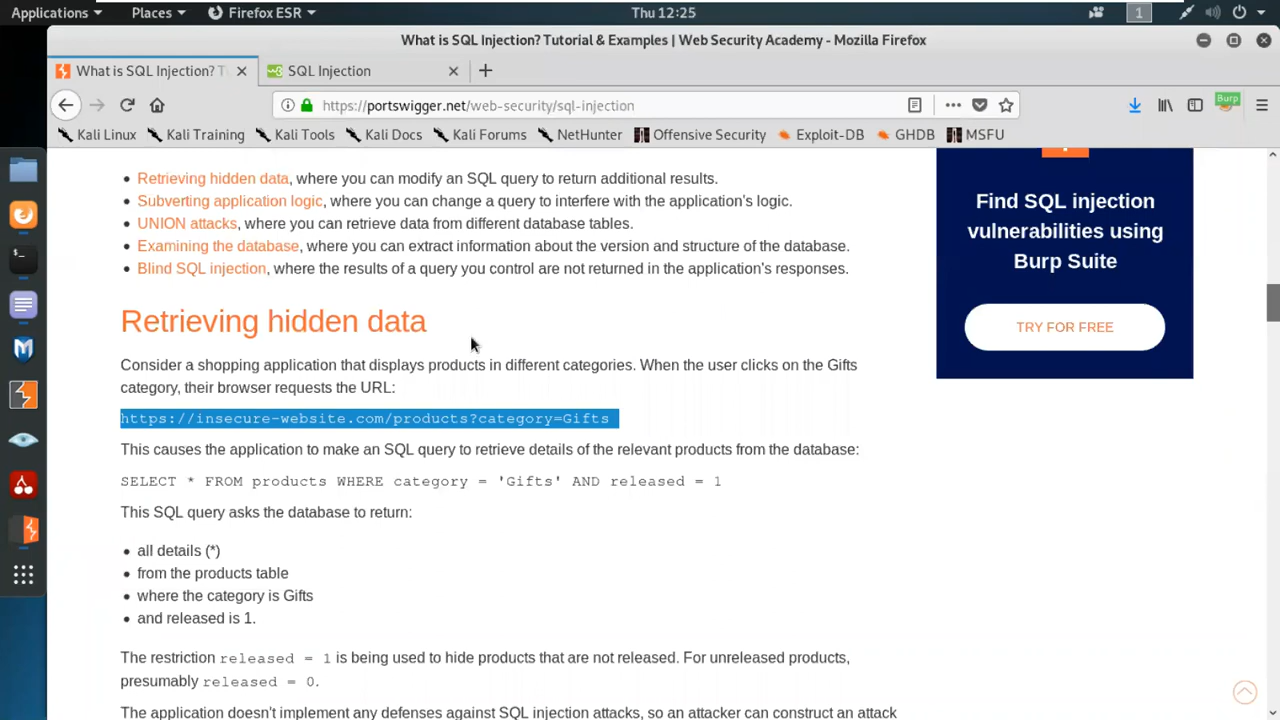 Applications
Places
Firefox ESR
Thu 12:25
1
What is SQL Injection? Tutorial & Examples | Web Security Academy - Mozilla Firefox
What is SQL Injection? T
SQL Injection
https://portswigger.net/web-security/sql-injection
Burp
Kali Linux
Kali Training
Kali Tools
Kali Docs
Kali Forums
NetHunter
Offensive Security
Exploit-DB
GHDB
MSFU
Retrieving hidden data, where you can modify an SQL query to return additional results.
Subverting application logic, where you can change a query to interfere with the application's logic.
UNION attacks, where you can retrieve data from different database tables.
Examining the database, where you can extract information about the version and structure of the database.
Blind SQL injection, where the results of a query you control are not returned in the application's responses.
Retrieving hidden data
Consider a shopping application that displays products in different categories. When the user clicks on the Gifts
category, their browser requests the URL:
https://insecure-website.com/products?category=Gifts
This causes the application to make an SQL query to retrieve details of the relevant products from the database:
SELECT * FROM products WHERE category = 'Gifts' AND released = 1
This SQL query asks the database to return:
all details (*)
from the products table
where the category is Gifts
and released is 1.
The restriction released = 1 is being used to hide products that are not released. For unreleased products,
presumably released = 0.
The application doesn't implement any defenses against SQL injection attacks, so an attacker can construct an attack
Find SQL injection
vulnerabilities using
Burp Suite
TRY FOR FREE